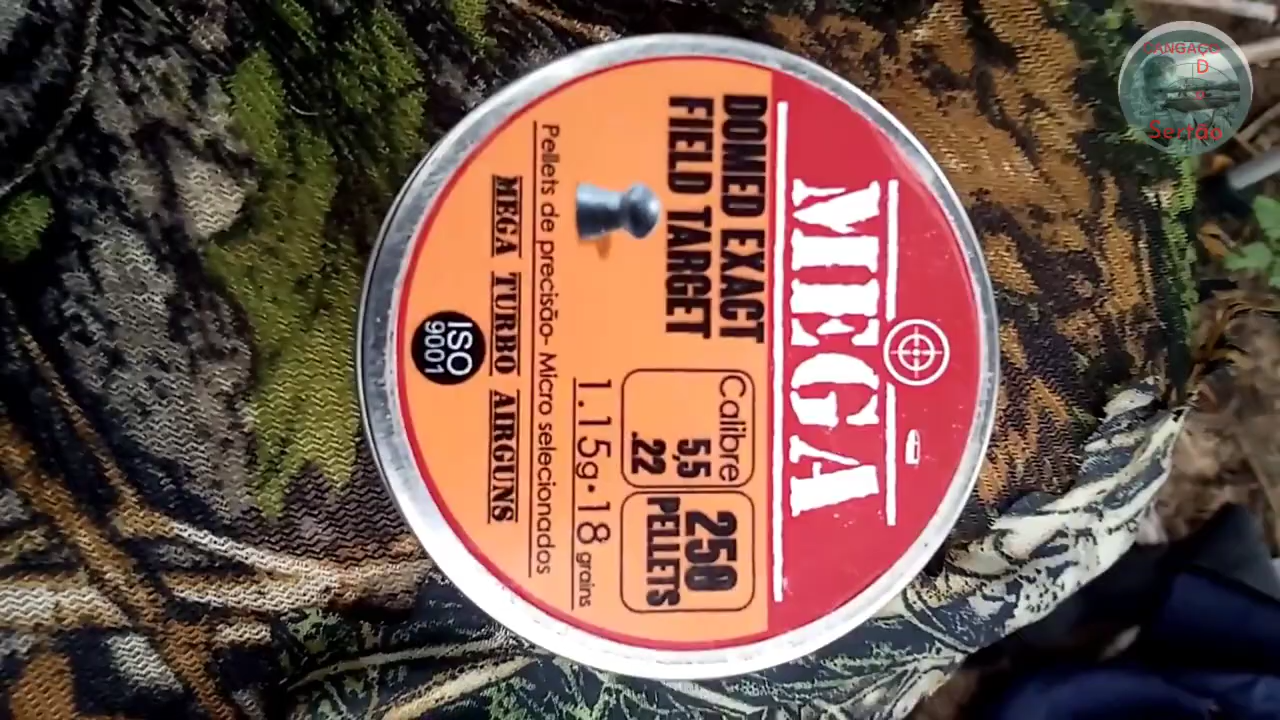 MEGA
DOMED EXACT
FIELD TARGET
Calibre
5,5
.22
250
PELLETS
1.15g•18 grains
Pellets de precisão- Micro selecionados
MEGA TURBO AIRGUNS
ISO
9001
CANGAÇO
D
Sertão